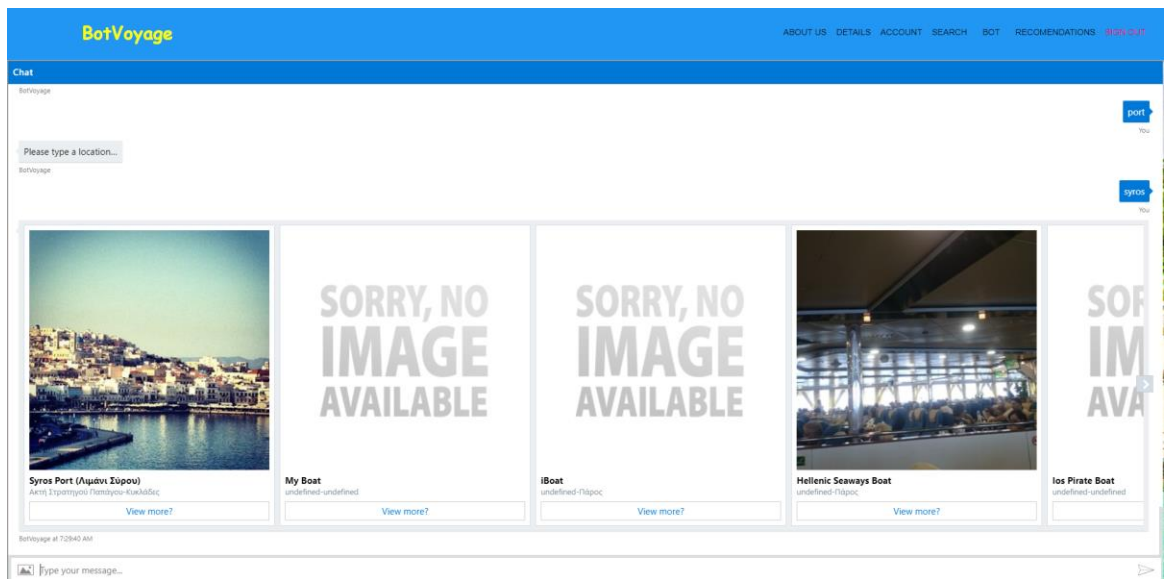 BotVoyage
ABOUT US DETAILS ACCOUNT SEARCH BOT RECOMENDATIONS SIGN OUT
Chat
BotVoyage
port
You
Please type a location...
BotVoyage
syros
You
SORRY, NO
IMAGE
AVAILABLE
SORRY, NO
IMAGE
AVAILABLE
SOR
IM
AVA
Syros Port (Λιμάνι Σύρου)
Ακτή Στρατηγού Παπάγου-Κυκλάδες
View more?
My Boat
undefined-undefined
View more?
iBoat
undefined-Πάρος
View more?
Hellenic Seaways Boat
undefined-Πάρος
View more?
Ios Pirate Boat
undefined-undefined
BotVoyage at 7:29:40 AM
Type your message...